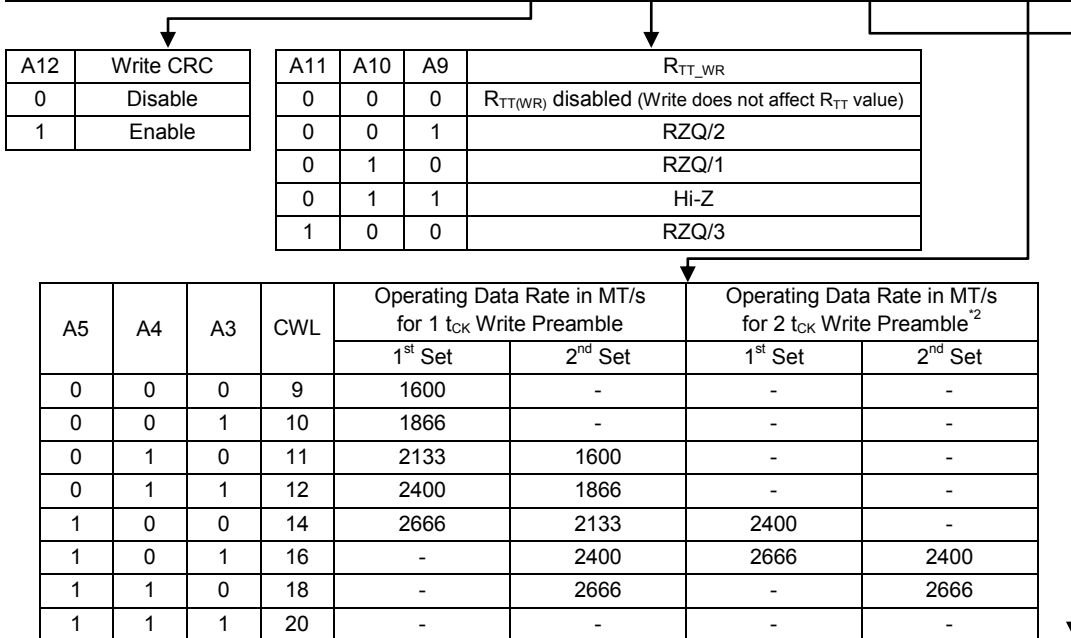 A12 Write CRC
0 Disable
1 Enable
A11 A10 A9 R_TT_WR
0 0 0 R_TT(WR) disabled (Write does not affect R_TT value)
0 0 1 RZQ/2
0 1 0 RZQ/1
0 1 1 Hi-Z
1 0 0 RZQ/3
A5 A4 A3 CWL
Operating Data Rate in MT/s
for 1 t_CK Write Preamble
Operating Data Rate in MT/s
for 2 t_CK Write Preamble*2
1st Set 2nd Set 1st Set 2nd Set
0 0 0 9 1600 - - -
0 0 1 10 1866 - - -
0 1 0 11 2133 1600 - -
0 1 1 12 2400 1866 - -
1 0 0 14 2666 2133 2400 -
1 0 1 16 - 2400 2666 2400
1 1 0 18 - 2666 - 2666
1 1 1 20 - - - -